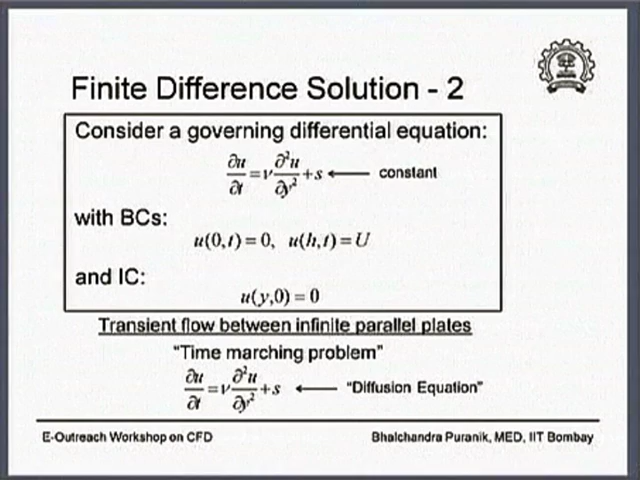 Finite Difference Solution - 2
Consider a governing differential equation:
∂u/∂t = ν ∂²u/∂y² + s ← constant
with BCs:
u(0,t) = 0, u(h,t) = U
and IC:
u(y,0) = 0
Transient flow between infinite parallel plates
"Time marching problem"
∂u/∂t = ν ∂²u/∂y² + s ← "Diffusion Equation"
E-Outreach Workshop on CFD
Bhalchandra Puranik, MED, IIT Bombay